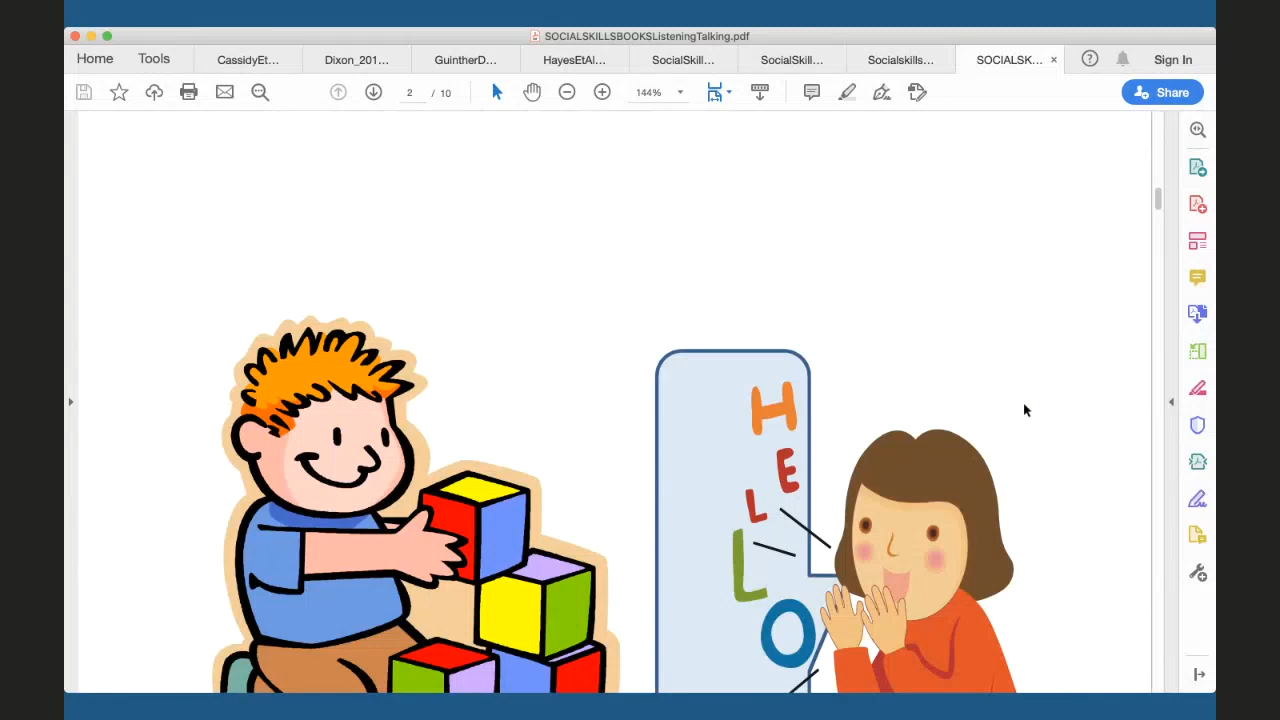 SOCIALSKILLSBOOKSListeningTalking.pdf
Home Tools CassidyEt... Dixon_201... GuintherD... HayesEtAl... SocialSkill... SocialSkill... Socialskills... SOCIALSK... × Sign In
2 / 10 144% Share
H
E
L
L
O